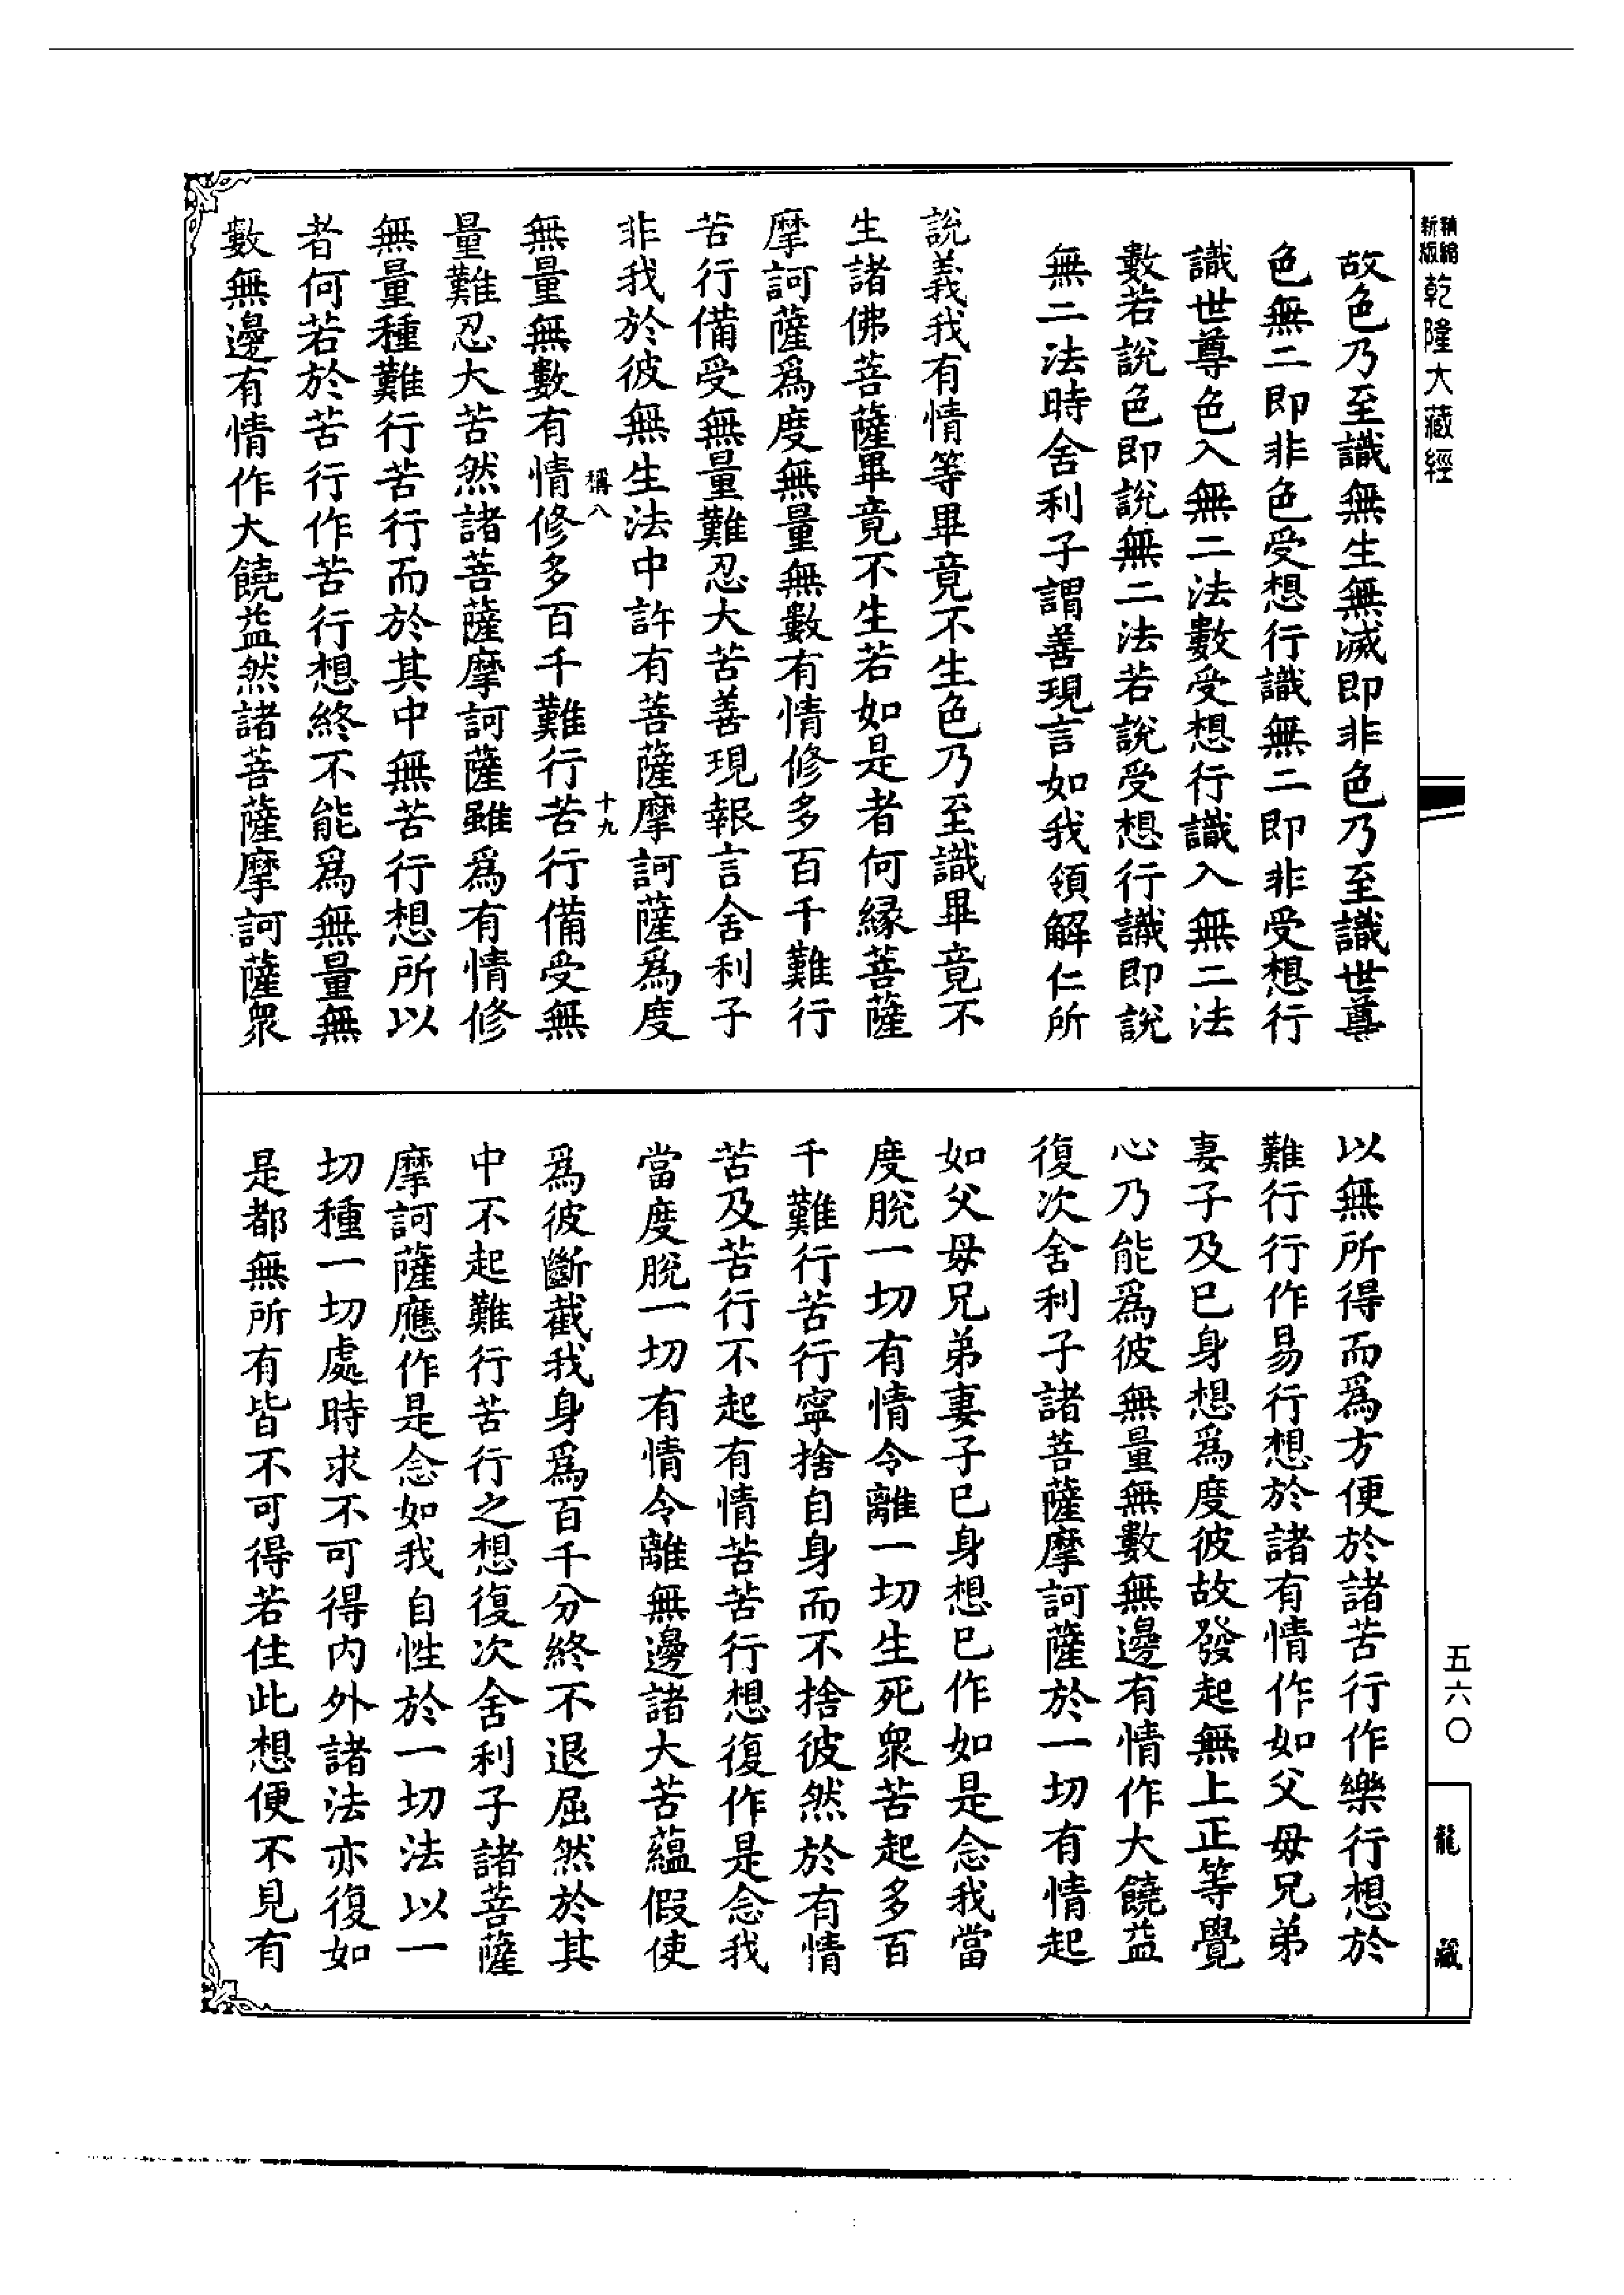 精縮
新版
乾隆大藏經
故色乃至識無生無滅即非色乃至識世尊
色無二即非色受想行識無二即非受想行
識世尊色入無二法數受想行識入無二法
數若說色即說無二法若說受想行識即說
無二法時舍利子謂善現言如我領解仁所
說義我有情等畢竟不生色乃至識畢竟不
生諸佛菩薩畢竟不生若如是者何縁菩薩
摩訶薩爲度無量無數有情修多百千難行
苦行備受無量難忍大苦善現報言舍利子
非我於彼無生法中許有菩薩摩訶薩爲度
稱八
十九
無量無數有情修多百千難行苦行備受無
量難忍大苦然諸菩薩摩訶薩雖爲有情修
無量種難行苦行而於其中無苦行想所以
者何若於苦行作苦行想終不能爲無量無
數無邊有情作大饒益然諸菩薩摩訶薩衆
以無所得而爲方便於諸苦行作樂行想於
難行行作易行想於諸有情作如父母兄弟
妻子及已身想爲度彼故發起無上正等覺
心乃能爲彼無量無數無邊有情作大饒益
復次舍利子諸菩薩摩訶薩於一切有情起
如父母兄弟妻子已身想已作如是念我當
度脫一切有情令離一切生死衆苦起多百
千難行苦行寧捨自身而不捨彼然於有情
苦及苦行不起有情苦苦行想復作是念我
當度脫一切有情令離無邊諸大苦蘊假使
爲彼斷截我身爲百千分終不退屈然於其
中不起難行苦行之想復次舍利子諸菩薩
摩訶薩應作是念如我自性於一切法以一
切種一切處時求不可得内外諸法亦復如
是都無所有皆不可得若住此想便不見有
五六〇
龍藏